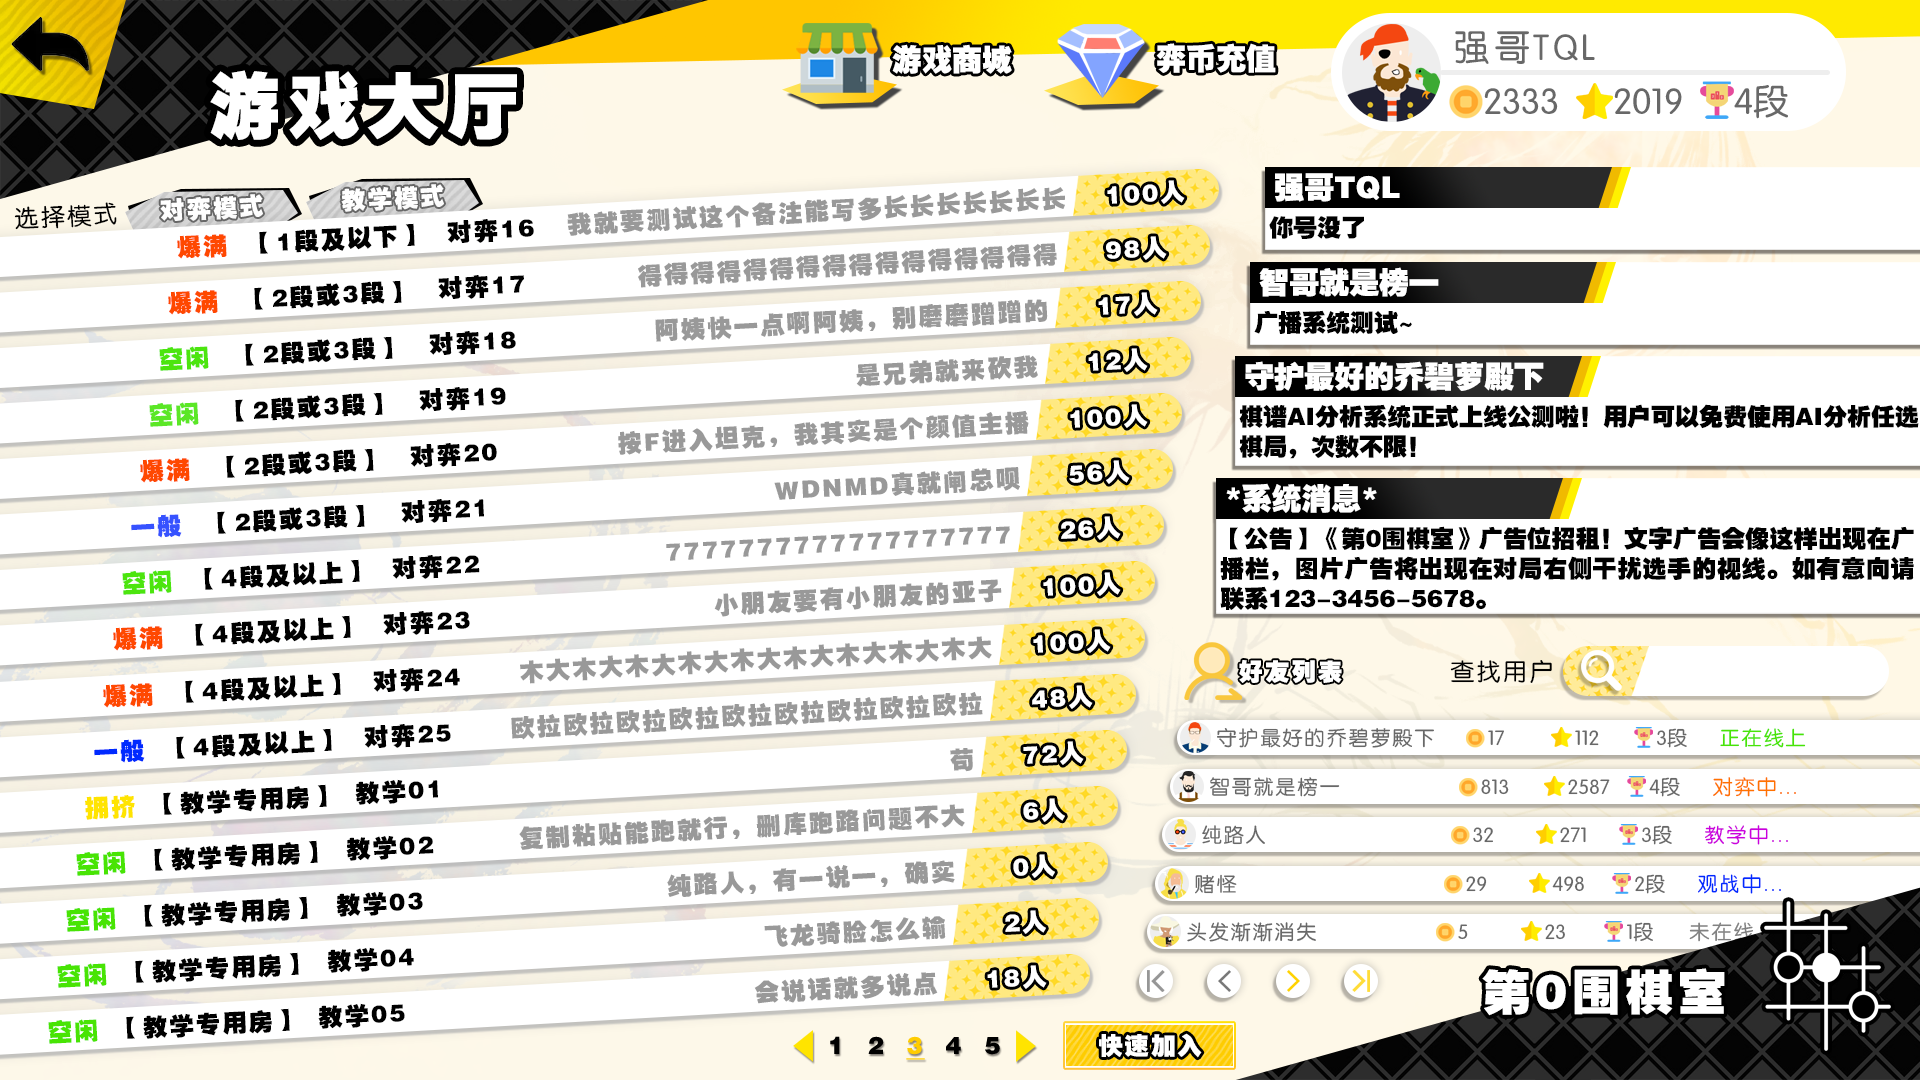 游戏大厅
游戏商城
弈币充值
强哥TQL
2333 2019 4段
选择模式 对弈模式 教学模式
爆满 【1段及以下】 对弈16 我就要测试这个备注能写多长长长长长长长 100人
爆满 【2段或3段】 对弈17 得得得得得得得得得得得得得得得得 98人
空闲 【2段或3段】 对弈18 阿姨快一点啊阿姨，别磨磨蹭蹭的 17人
空闲 【2段或3段】 对弈19 是兄弟就来砍我 12人
爆满 【2段或3段】 对弈20 按F进入坦克，我其实是个颜值主播 100人
一般 【2段或3段】 对弈21 WDNMD真就闸总呗 56人
空闲 【4段及以上】 对弈22 7777777777777777777 26人
爆满 【4段及以上】 对弈23 小朋友要有小朋友的亚子 100人
爆满 【4段及以上】 对弈24 木大木大木大木大木大木大木大木大木大 100人
一般 【4段及以上】 对弈25 欧拉欧拉欧拉欧拉欧拉欧拉欧拉欧拉欧拉 48人
拥挤 【教学专用房】 教学01 苟 72人
空闲 【教学专用房】 教学02 复制粘贴能跑就行，删库跑路问题不大 6人
空闲 【教学专用房】 教学03 纯路人，有一说一，确实 0人
空闲 【教学专用房】 教学04 飞龙骑脸怎么输 2人
空闲 【教学专用房】 教学05 会说话就多说点 18人
1 2 3 4 5
快速加入
强哥TQL
你号没了
智哥就是榜一
广播系统测试~
守护最好的乔碧萝殿下
棋谱AI分析系统正式上线公测啦！用户可以免费使用AI分析任选
棋局，次数不限！
*系统消息*
【公告】《第0围棋室》广告位招租！文字广告会像这样出现在广
播栏，图片广告将出现在对局右侧干扰选手的视线。如有意向请
联系123-3456-5678。
好友列表 查找用户
守护最好的乔碧萝殿下 17 112 3段 正在线上
智哥就是榜一 813 2587 4段 对弈中...
纯路人 32 271 3段 教学中...
赌怪 29 498 2段 观战中...
头发渐渐消失 5 23 1段 未在线
第0围棋室